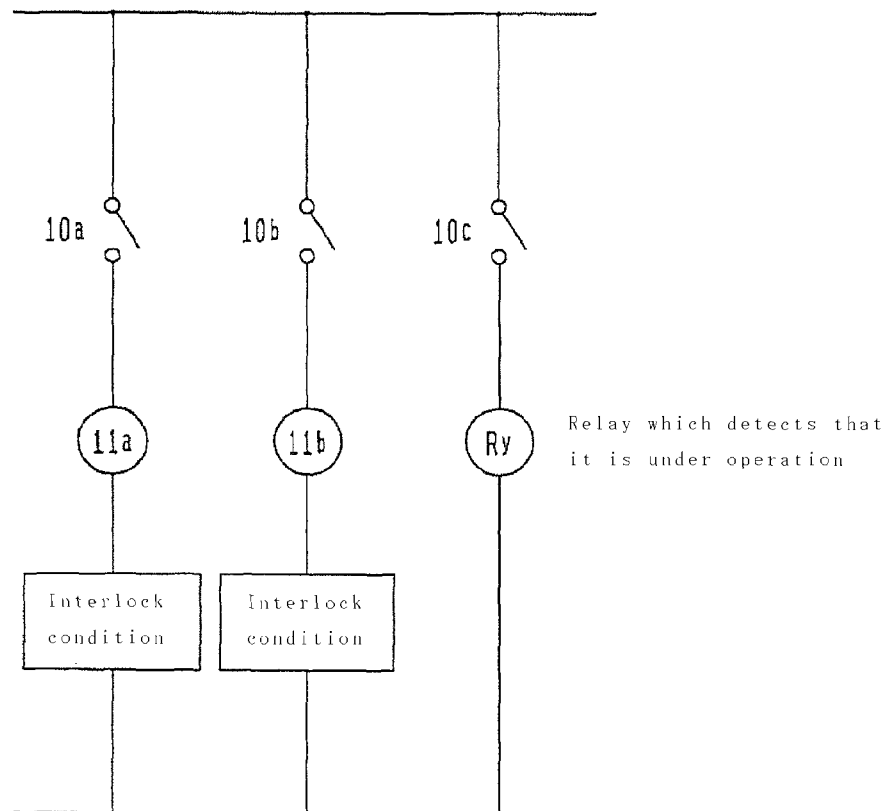 10a
10b
10c
11a
11b
Ry
Relay which detects that
it is under operation
Interlock
condition
Interlock
condition